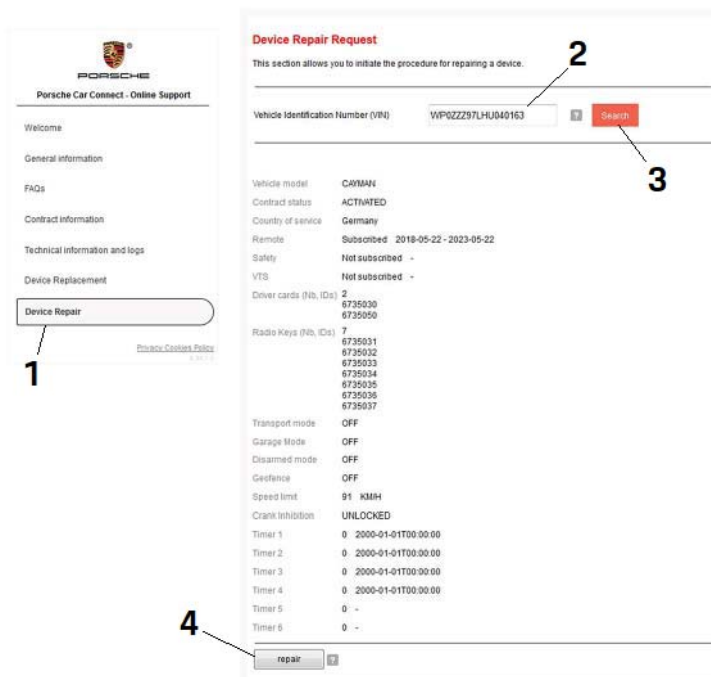 PORSCHE
Porsche Car Connect - Online Support
Welcome
General information
FAQs
Contract information
Technical information and logs
Device Replacement
Device Repair
Privacy Cookies Policy
1
Device Repair Request
This section allows you to initiate the procedure for repairing a device.
2
Vehicle Identification Number (VIN) WP0ZZZ97LHU040163 ? Search
3
Vehicle model CAYMAN
Contract status ACTIVATED
Country of service Germany
Remote Subscribed 2018-05-22 - 2023-05-22
Safety Not subscribed -
VTS Not subscribed -
Driver cards (Nb, IDs) 2
6735030
6735050
Radio Keys (Nb, IDs) 7
6735031
6735032
6735033
6735034
6735035
6735036
6735037
Transport mode OFF
Garage Mode OFF
Disarmed mode OFF
Geofence OFF
Speed limit 91 KM/H
Crank Inhibition UNLOCKED
Timer 1 0 2000-01-01T00:00:00
Timer 2 0 2000-01-01T00:00:00
Timer 3 0 2000-01-01T00:00:00
Timer 4 0 2000-01-01T00:00:00
Timer 5 0 -
Timer 6 0 -
4
repair ?